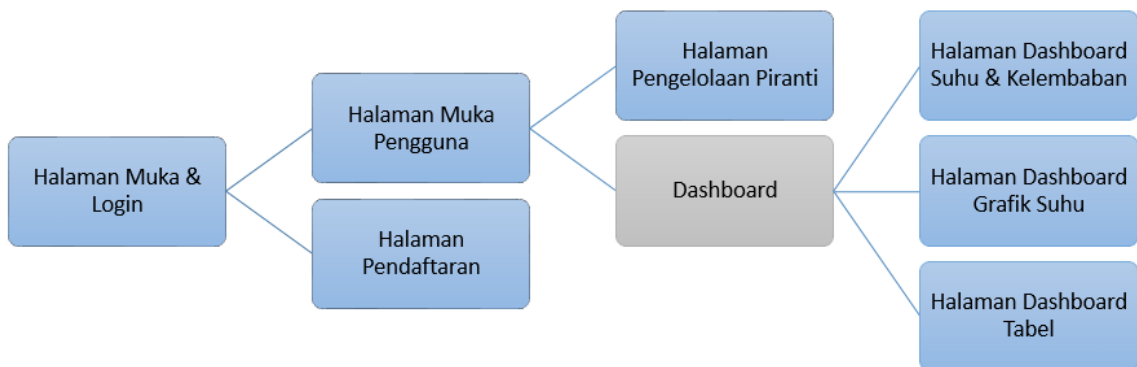 Halaman Muka &
Login
Halaman Muka
Pengguna
Halaman
Pendaftaran
Halaman
Pengelolaan Piranti
Dashboard
Halaman Dashboard
Suhu & Kelembaban
Halaman Dashboard
Grafik Suhu
Halaman Dashboard
Tabel